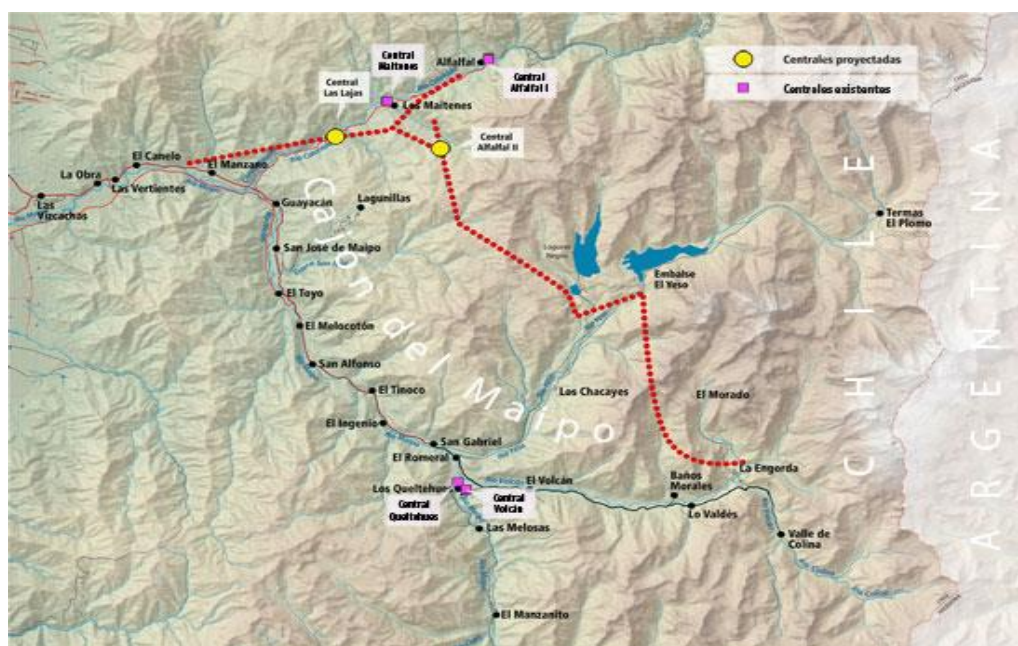 Centrales proyectadas
Centrales existentes
Central
Maitenes
Alfalfal
Central
Alfalfal I
Central
Las Lajas
Los Maitenes
Central
Alfalfal II
El Canelo
El Manzano
La Obra
Las Vertientes
Las
Vizcachas
Guayacán
Lagunillas
San José de Maipo
El Toyo
El Melocotón
San Alfonso
El Tinoco
El Ingenio
San Gabriel
El Romeral
Cajón del Maipo
Embalse
El Yeso
Termas
El Plomo
CHILE
ARGENTINA
Los Chacayes
El Morado
La Engorda
Baños
Morales
Lo Valdés
El Volcán
Central
Queltehues
Central
Volcán
Las Melosas
Valle de
Colina
El Manzanito